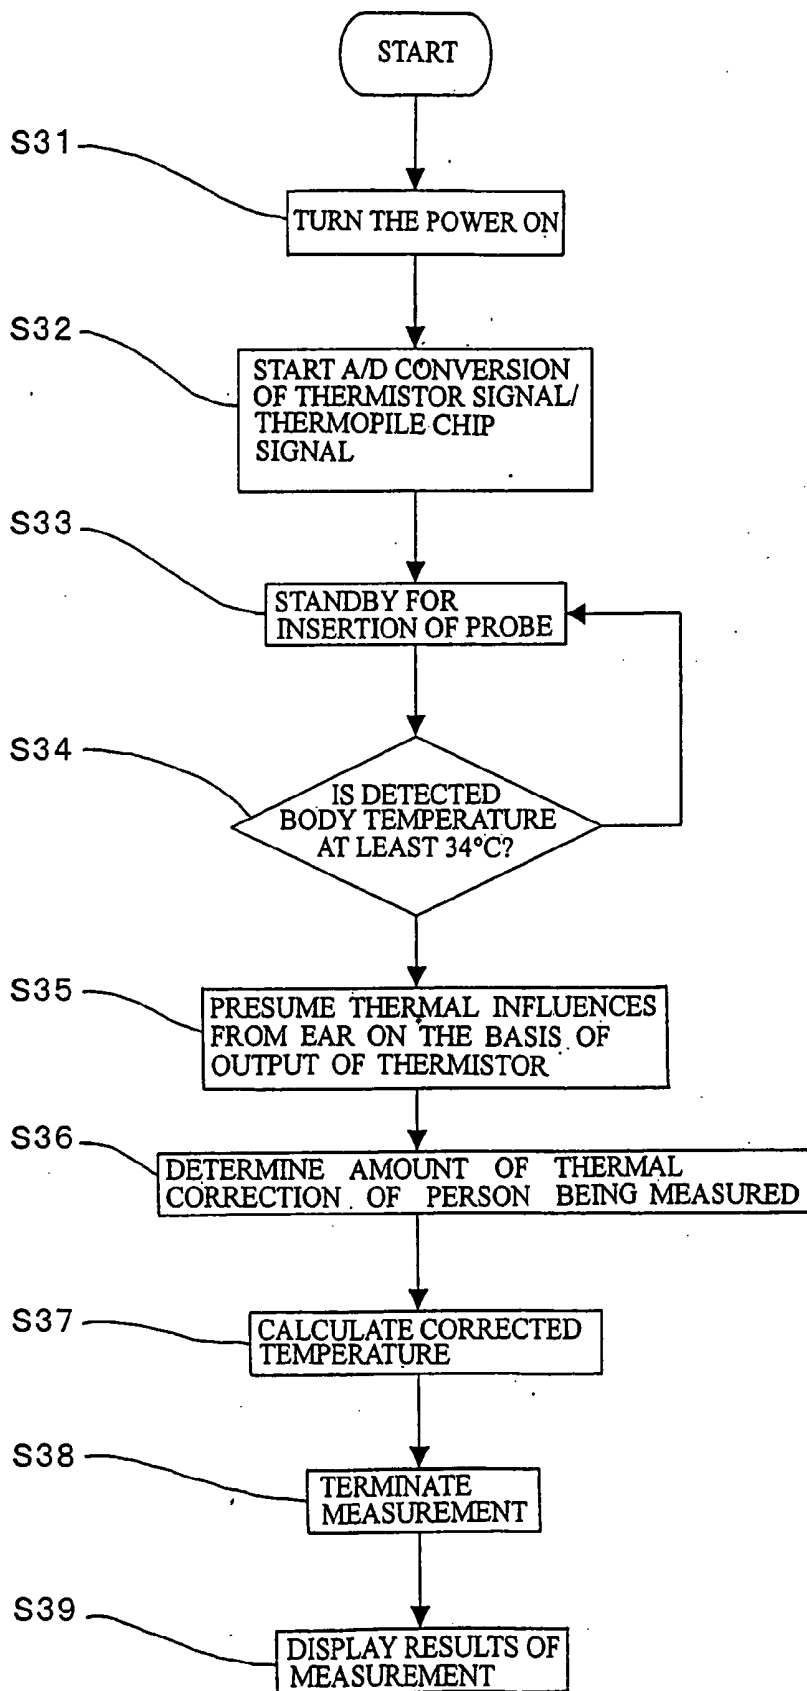 START
S31
TURN THE POWER ON
S32
START A/D CONVERSION
OF THERMISTOR SIGNAL/
THERMOPILE CHIP
SIGNAL
S33
STANDBY FOR
INSERTION OF PROBE
S34
IS DETECTED
BODY TEMPERATURE
AT LEAST 34°C?
S35
PRESUME THERMAL INFLUENCES
FROM EAR ON THE BASIS OF
OUTPUT OF THERMISTOR
S36
DETERMINE AMOUNT OF THERMAL
CORRECTION OF PERSON BEING MEASURED
S37
CALCULATE CORRECTED
TEMPERATURE
S38
TERMINATE
MEASUREMENT
S39
DISPLAY RESULTS OF
MEASUREMENT